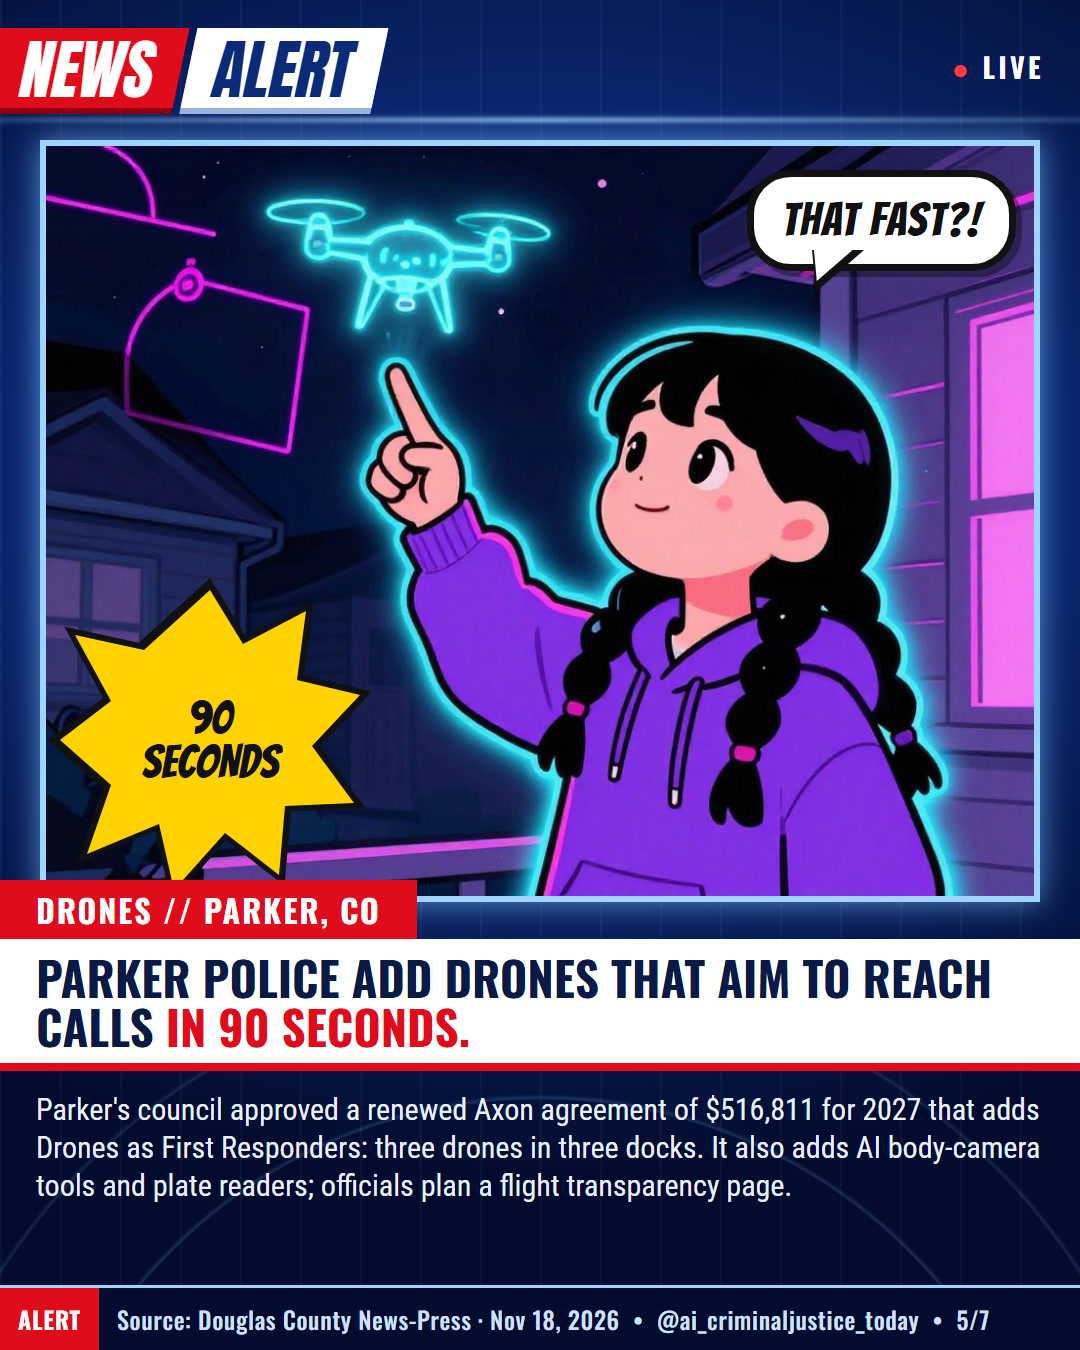 NEWS ALERT
LIVE
THAT FAST?!
90
SECONDS
DRONES // PARKER, CO
PARKER POLICE ADD DRONES THAT AIM TO REACH
CALLS IN 90 SECONDS.
Parker's council approved a renewed Axon agreement of $516,811 for 2027 that adds
Drones as First Responders: three drones in three docks. It also adds AI body-camera
tools and plate readers; officials plan a flight transparency page.
ALERT
Source: Douglas County News-Press · Nov 18, 2026 • @ai_criminaljustice_today • 5/7